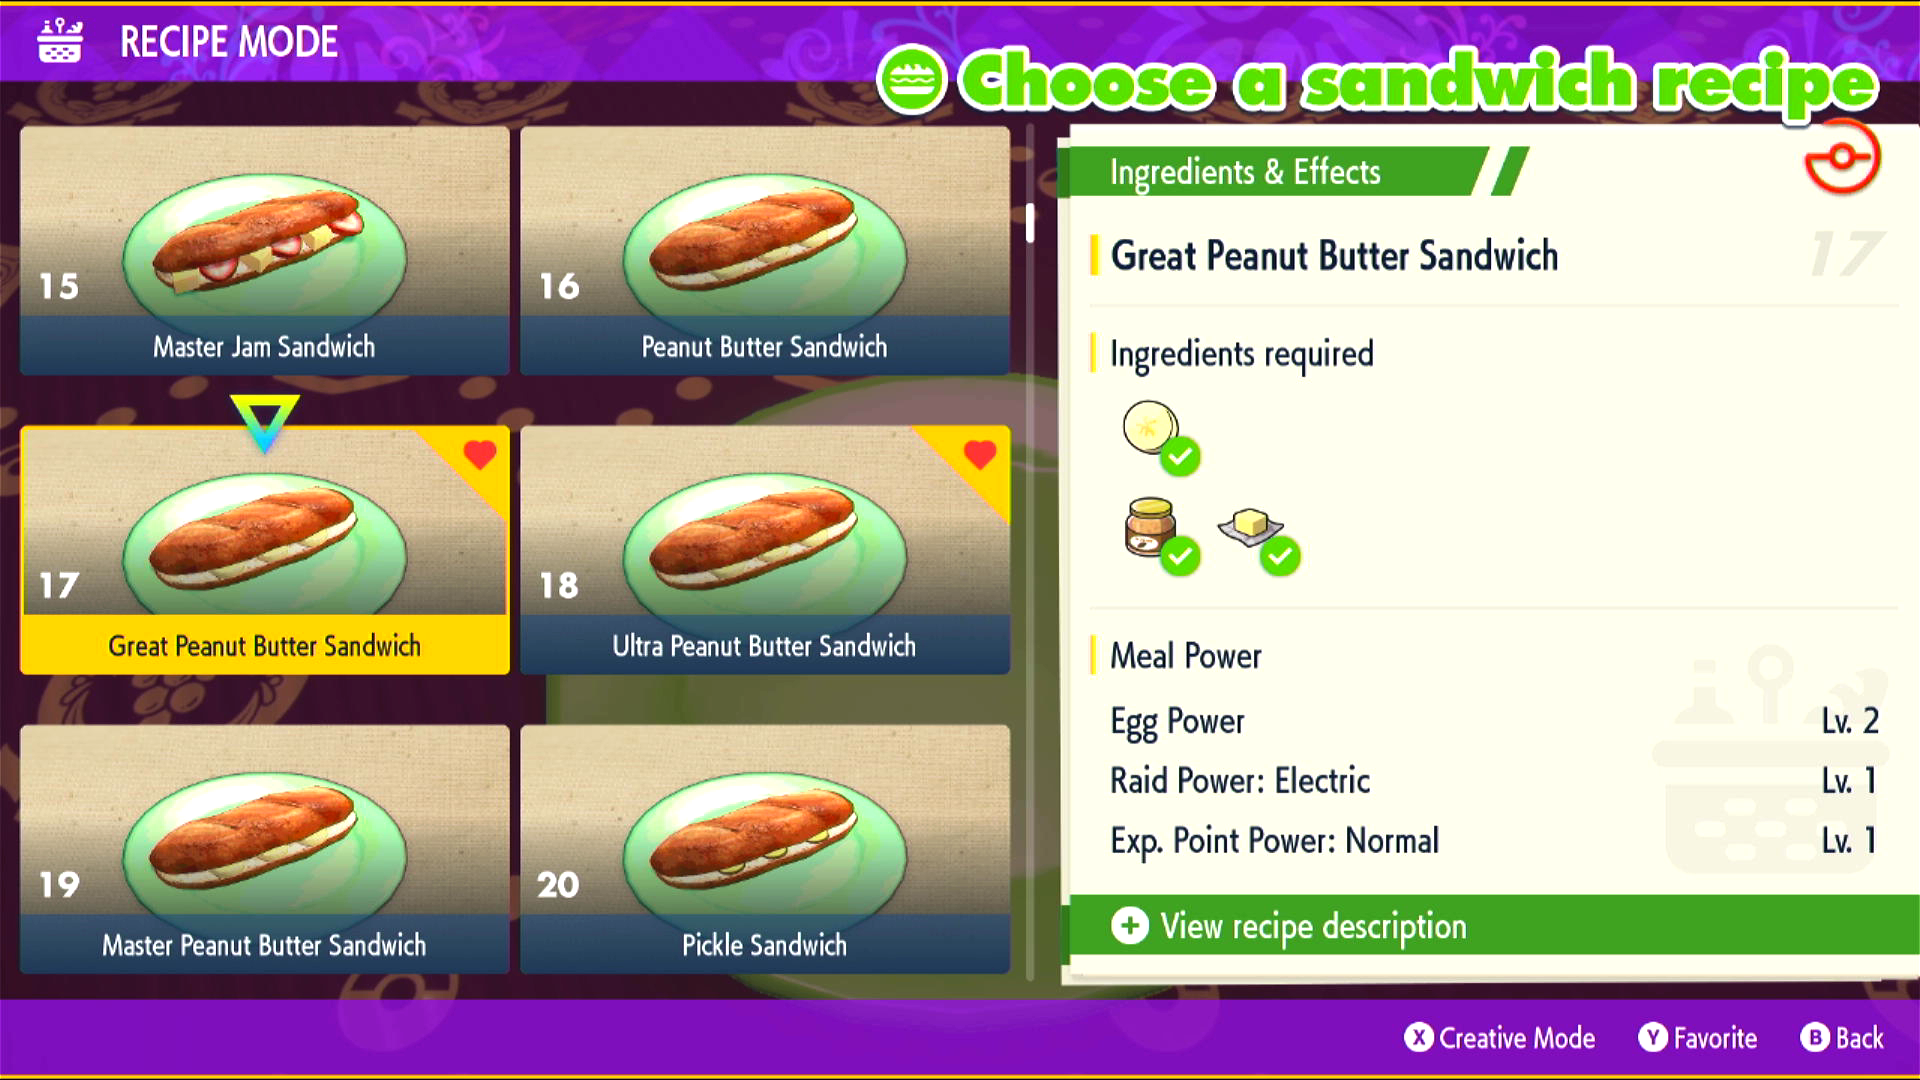 RECIPE MODE
Choose a sandwich recipe
15
Master Jam Sandwich
16
Peanut Butter Sandwich
17
Great Peanut Butter Sandwich
18
Ultra Peanut Butter Sandwich
19
Master Peanut Butter Sandwich
20
Pickle Sandwich
Ingredients & Effects
Great Peanut Butter Sandwich
17
Ingredients required
Meal Power
Egg Power Lv. 2
Raid Power: Electric Lv. 1
Exp. Point Power: Normal Lv. 1
+ View recipe description
X Creative Mode Y Favorite B Back